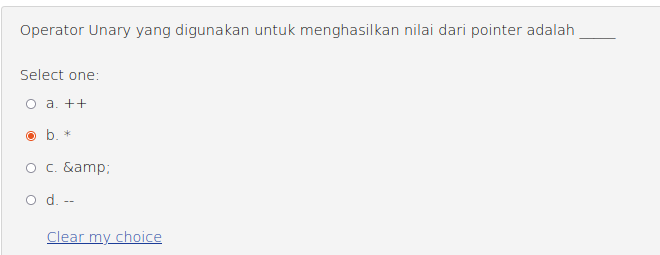 Operator Unary yang digunakan untuk menghasilkan nilai dari pointer adalah _____
Select one:
a. ++
b. *
c. &amp;
d. --
Clear my choice